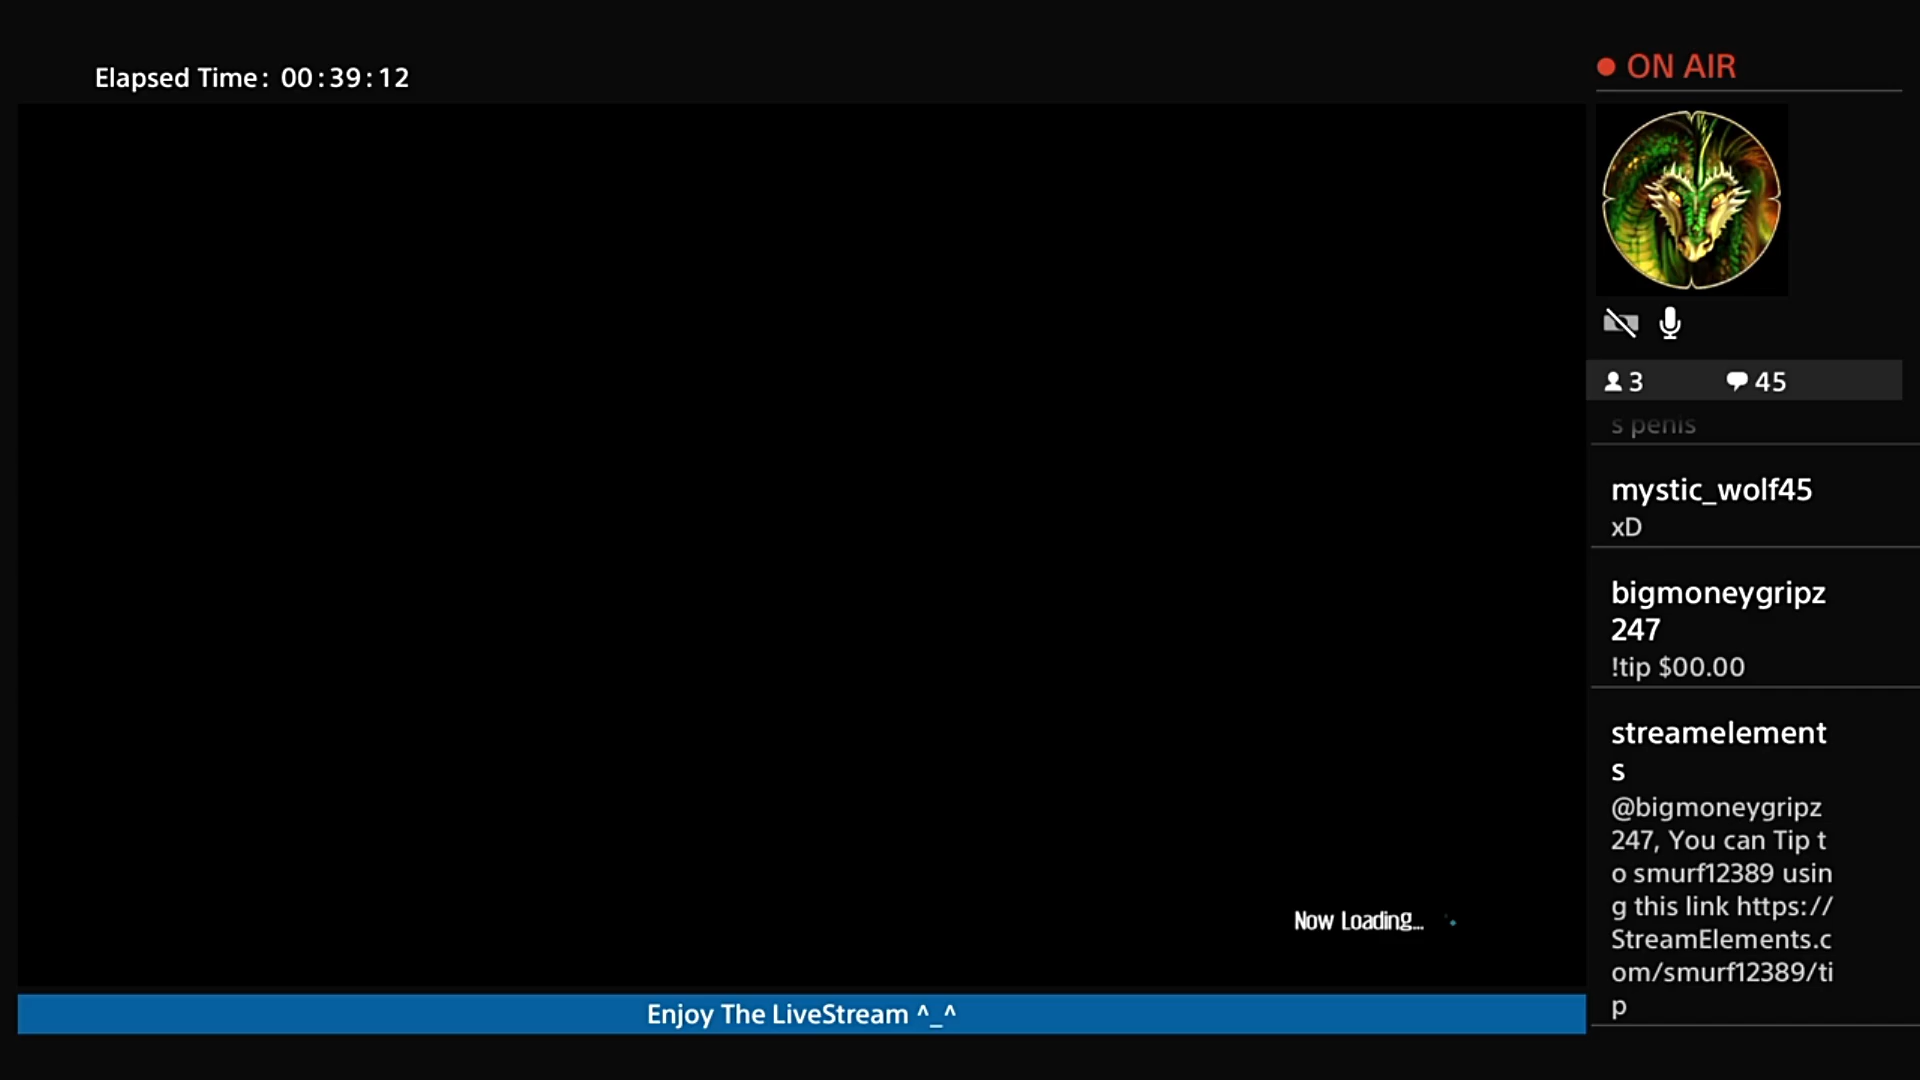 Elapsed Time: 00:39:12
ON AIR
3 45
s penis
mystic_wolf45
xD
bigmoneygripz
247
!tip $00.00
streamelement
s
@bigmoneygripz
247, You can Tip t
o smurf12389 usin
g this link https://
StreamElements.c
om/smurf12389/ti
p
Now Loading...
Enjoy The LiveStream ^_^